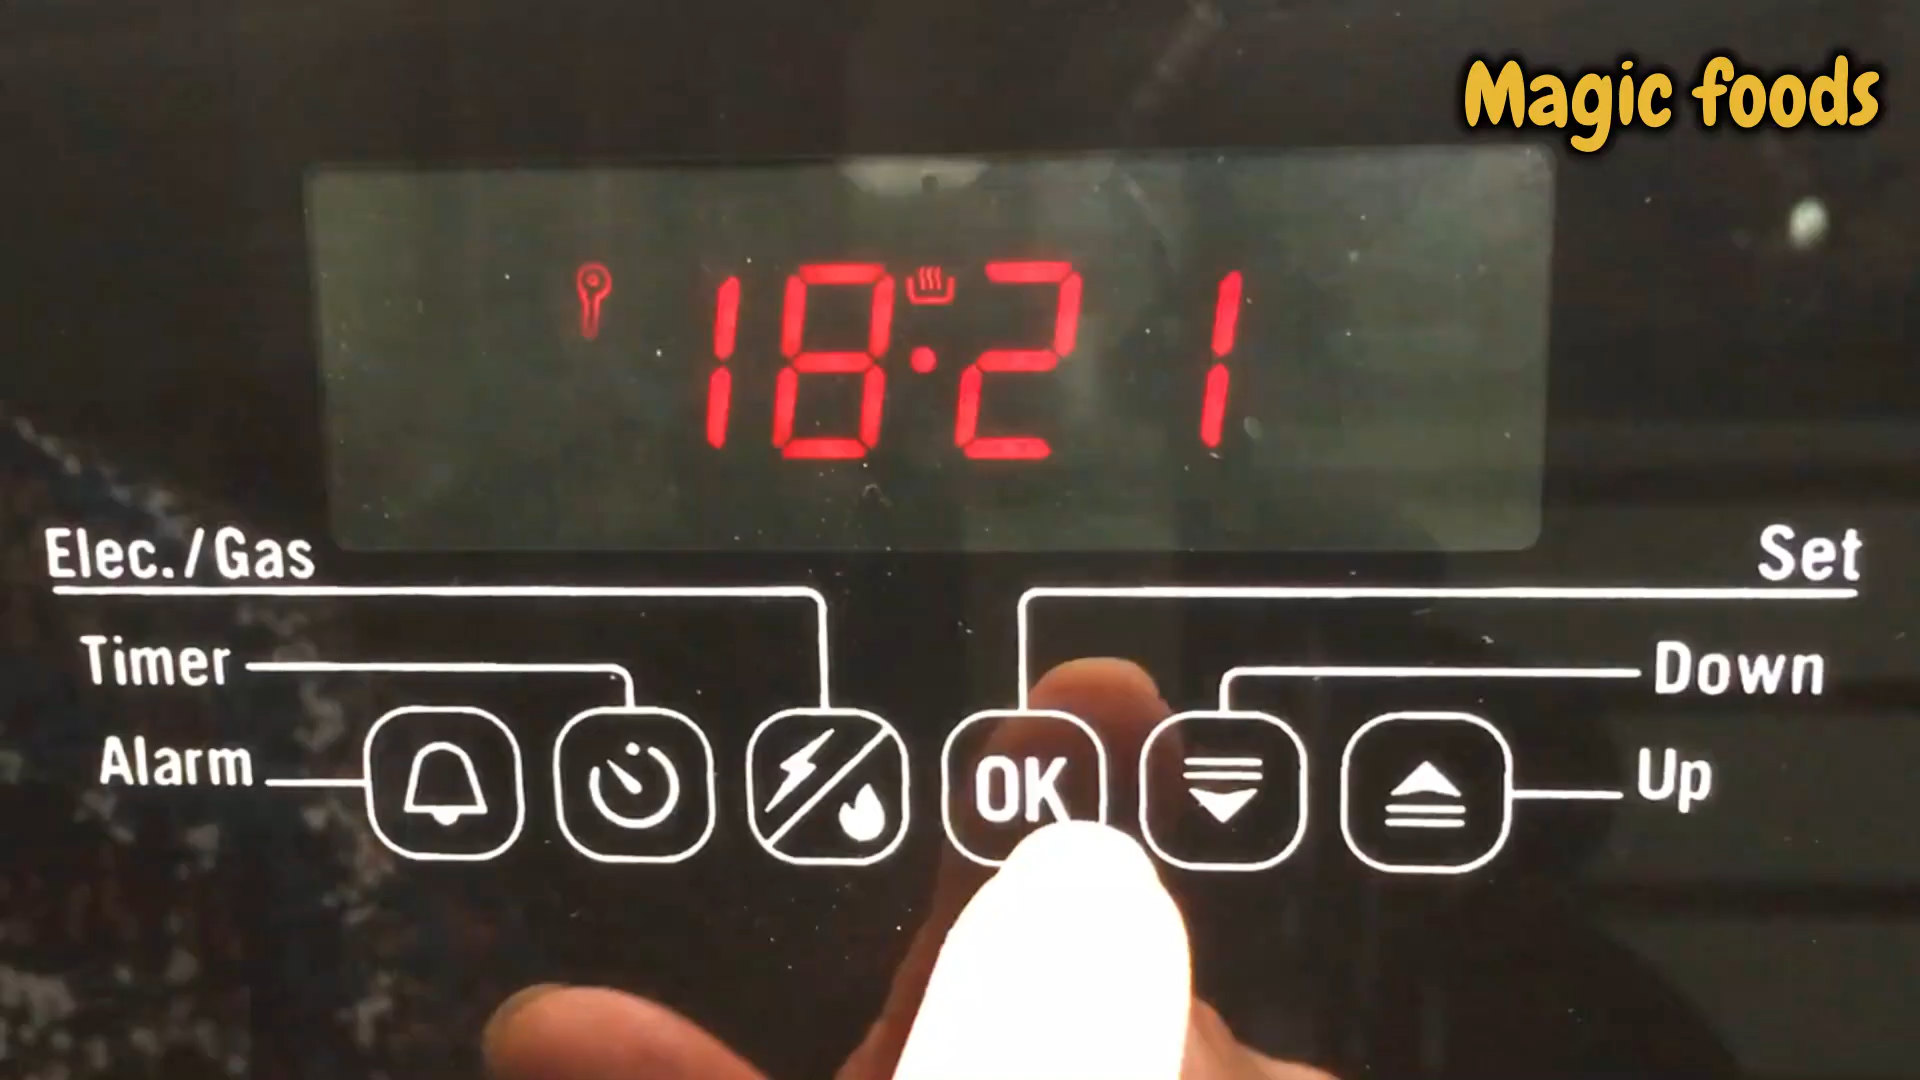 Magic foods
18:21
Elec./Gas
Set
Timer
Down
Alarm
OK
Up